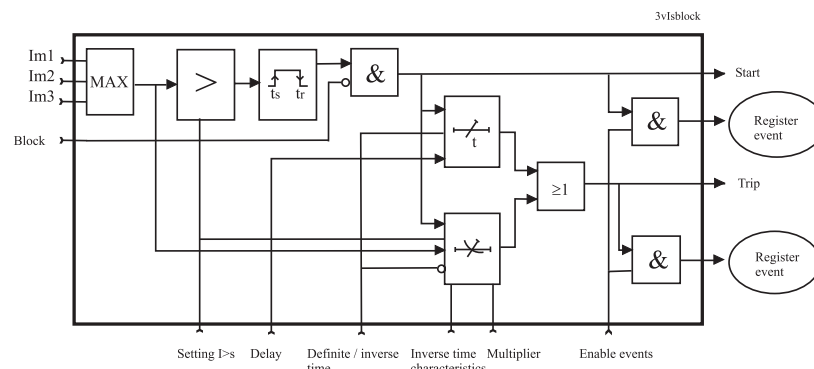 3vIsblock
Im1
Im2
Im3
MAX
>
ts tr
&
Start
Block
t
&
Register
event
≥1
Trip
&
Register
event
Setting I>s
Delay
Definite / inverse
time
Inverse time
characteristics
Multiplier
Enable events